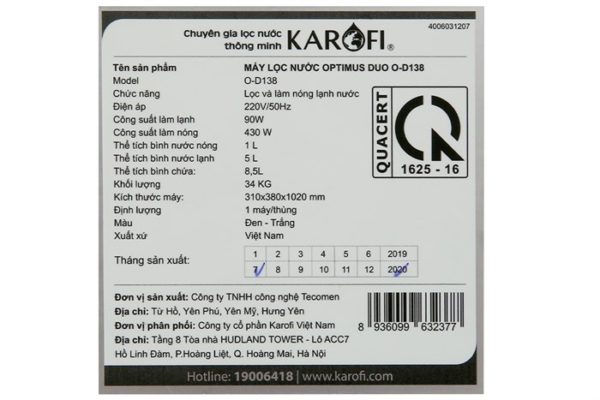 4006031207
Chuyên gia lọc nước
thông minh KAROFI®
Tên sản phẩm MÁY LỌC NƯỚC OPTIMUS DUO O-D138
Model O-D138
Chức năng Lọc và làm nóng lạnh nước
Điện áp 220V/50Hz
Công suất làm lạnh 90W
Công suất làm nóng 430 W
Thể tích bình nước nóng 1 L
Thể tích bình nước lạnh 5 L
Thể tích bình chứa: 8,5L
Khối lượng 34 KG
Kích thước máy: 310x380x1020 mm
Định lượng 1 máy/thùng
Màu Đen - Trắng
Xuất xứ Việt Nam
QUACERT
1625 - 16
Tháng sản xuất:
1 2 3 4 5 6 2019
7 8 9 10 11 12 2020
Đơn vị sản xuất: Công ty TNHH công nghệ Tecomen
Địa chỉ: Từ Hồ, Yên Phú, Yên Mỹ, Hưng Yên
Đơn vị phân phối: Công ty cổ phần Karofi Việt Nam
Địa chỉ: Tầng 8 Tòa nhà HUDLAND TOWER - Lô ACC7
Hồ Linh Đàm, P.Hoàng Liệt, Q. Hoàng Mai, Hà Nội
8 936099 632377
Hotline: 19006418 | www.karofi.com